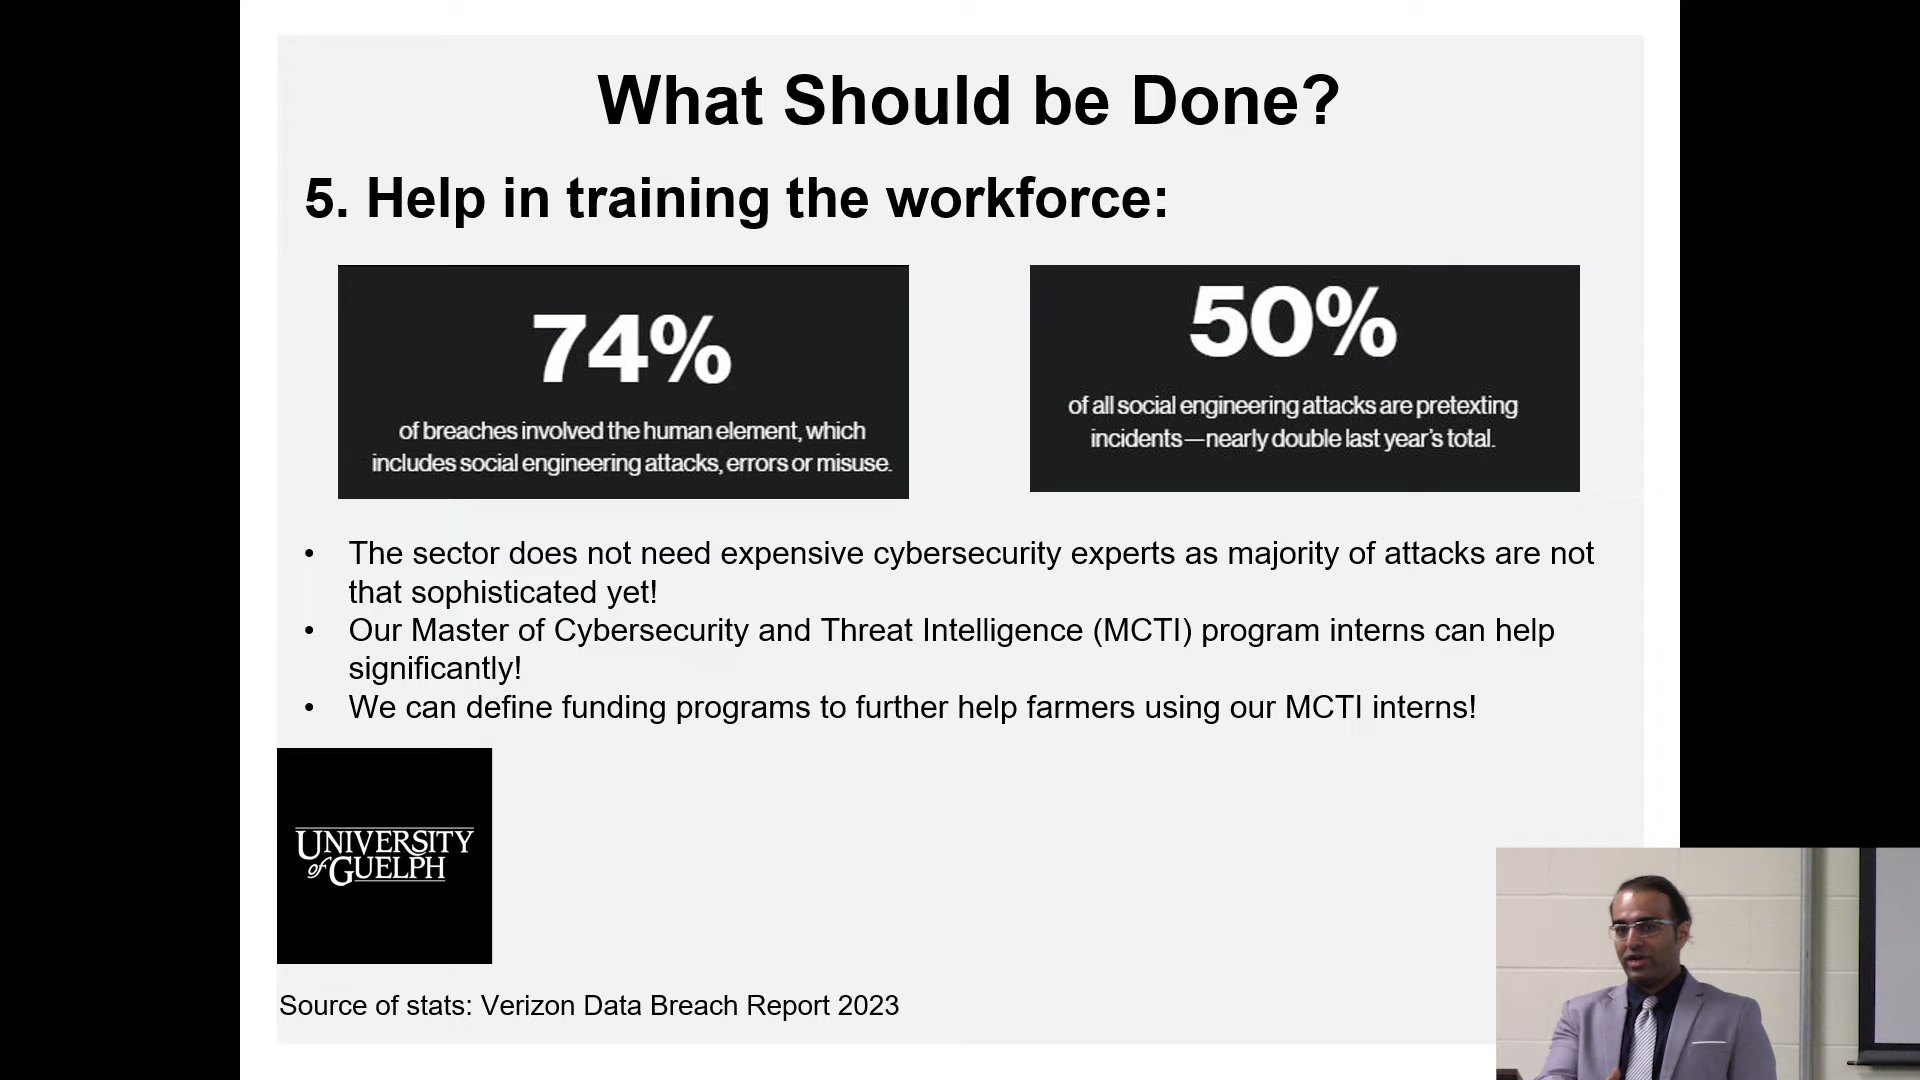 What Should be Done?
5. Help in training the workforce:
74%
of breaches involved the human element, which
includes social engineering attacks, errors or misuse.
50%
of all social engineering attacks are pretexting
incidents—nearly double last year's total.
• The sector does not need expensive cybersecurity experts as majority of attacks are not
that sophisticated yet!
• Our Master of Cybersecurity and Threat Intelligence (MCTI) program interns can help
significantly!
• We can define funding programs to further help farmers using our MCTI interns!
UNIVERSITY
of GUELPH
Source of stats: Verizon Data Breach Report 2023